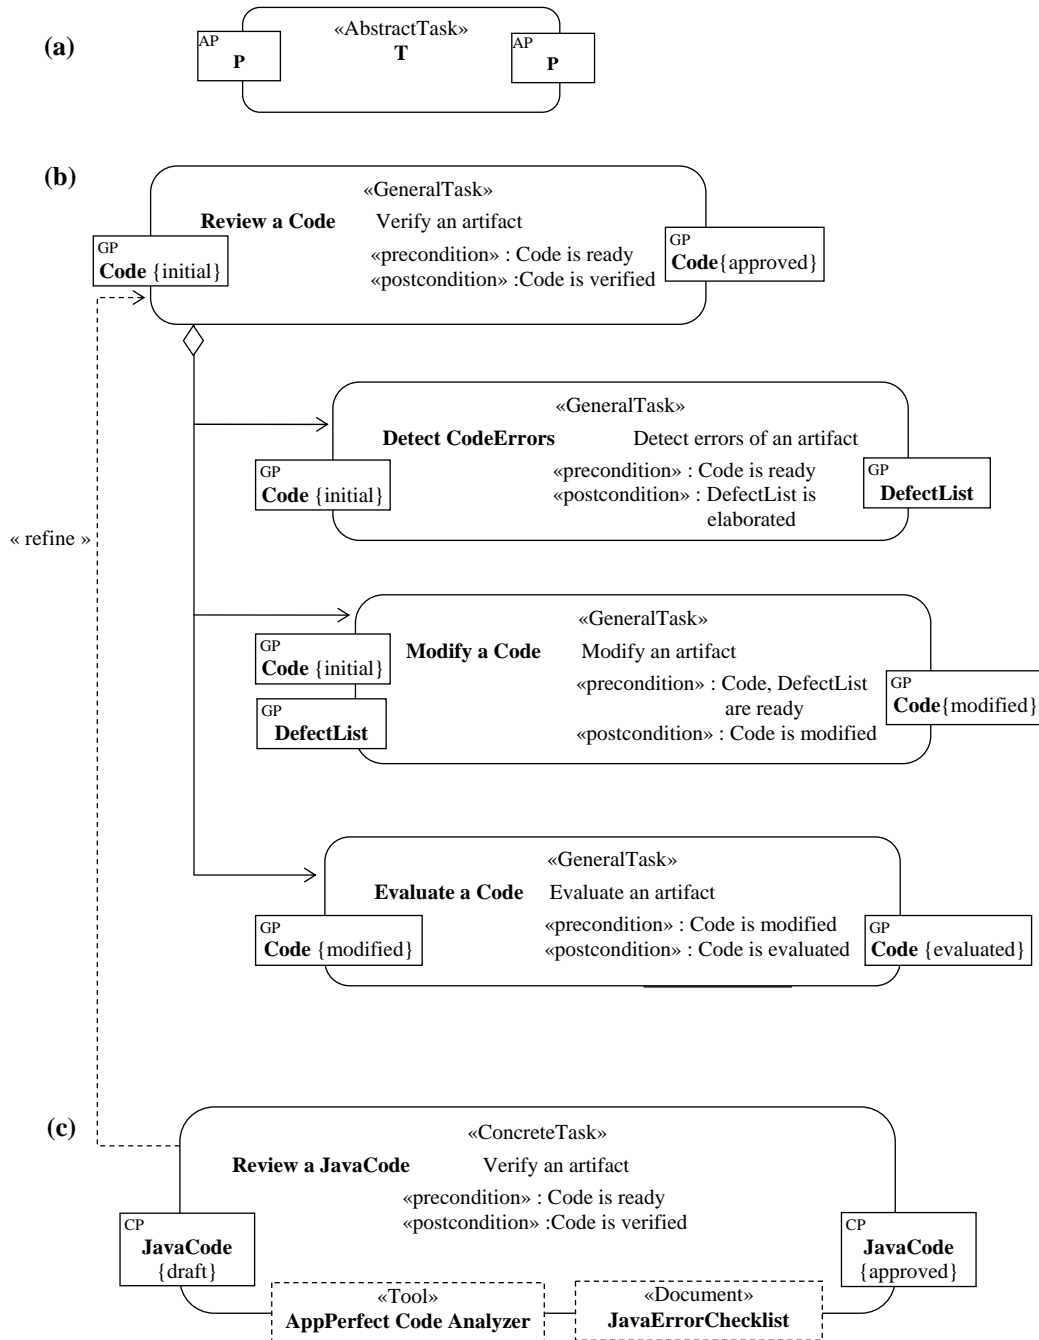 (a)
«AbstractTask»
T
AP
P
AP
P
(b)
«GeneralTask»
Review a Code Verify an artifact
«precondition» : Code is ready
«postcondition» :Code is verified
GP
Code {initial}
GP
Code{approved}
«GeneralTask»
Detect CodeErrors Detect errors of an artifact
«precondition» : Code is ready
«postcondition» : DefectList is
elaborated
GP
Code {initial}
GP
DefectList
« refine »
«GeneralTask»
Modify a Code Modify an artifact
«precondition» : Code, DefectList
are ready
«postcondition» : Code is modified
GP
Code {initial}
GP
DefectList
GP
Code{modified}
«GeneralTask»
Evaluate a Code Evaluate an artifact
«precondition» : Code is modified
«postcondition» : Code is evaluated
GP
Code {modified}
GP
Code {evaluated}
(c)
«ConcreteTask»
Review a JavaCode Verify an artifact
«precondition» : Code is ready
«postcondition» :Code is verified
CP
JavaCode
{draft}
CP
JavaCode
{approved}
«Tool»
AppPerfect Code Analyzer
«Document»
JavaErrorChecklist